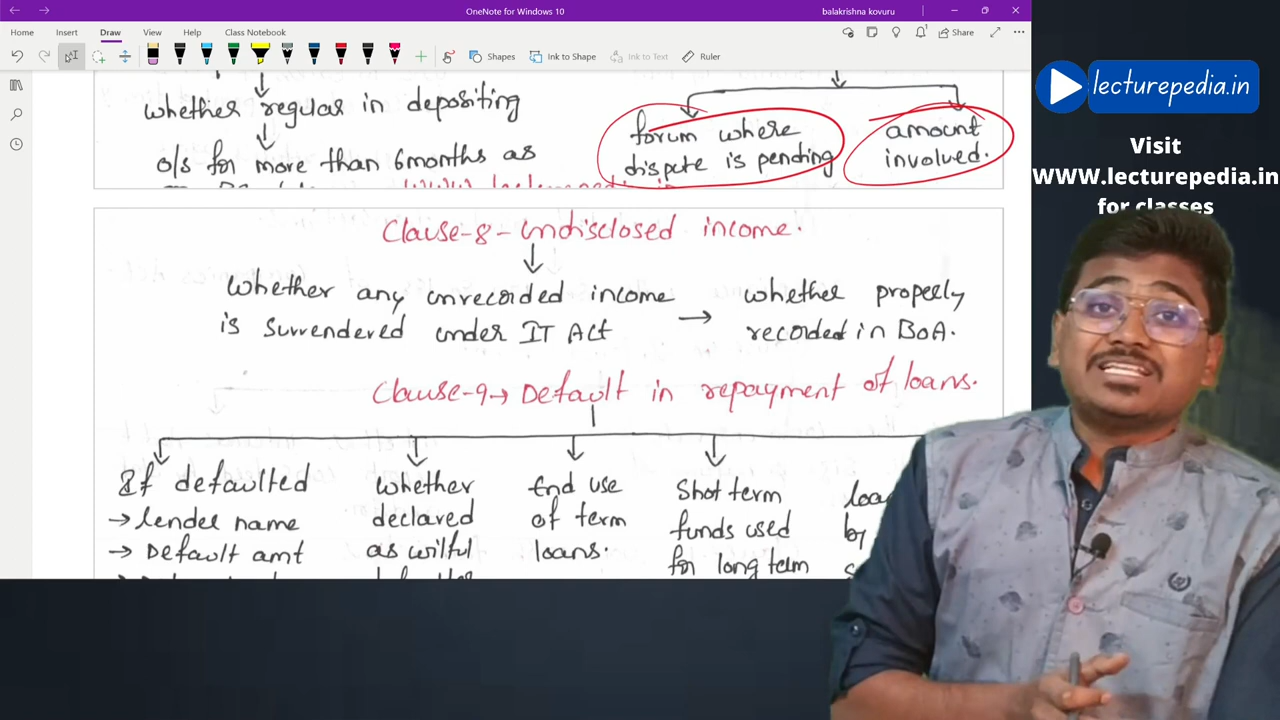 OneNote for Windows 10
balakrishna kovuru
Home Insert Draw View Help Class Notebook
Share
Shapes Ink to Shape Ink to Text Ruler
whether regular in depositing
o/s for more than 6months as
forum where
dispute is pending
amount
involved.
Clause-8-undisclosed income.
Whether any unrecorded income
is surrendered under IT Act
whether properly
recorded in BOA.
Clause-9→ Default in repayment of loans.
If defaulted
→ lender name
→ Default amt
whether
declared
as wilful
End use
of term
loans.
Shot term
funds used
for long term
by
lecturepedia.in
Visit
WWW.lecturepedia.in
for classes